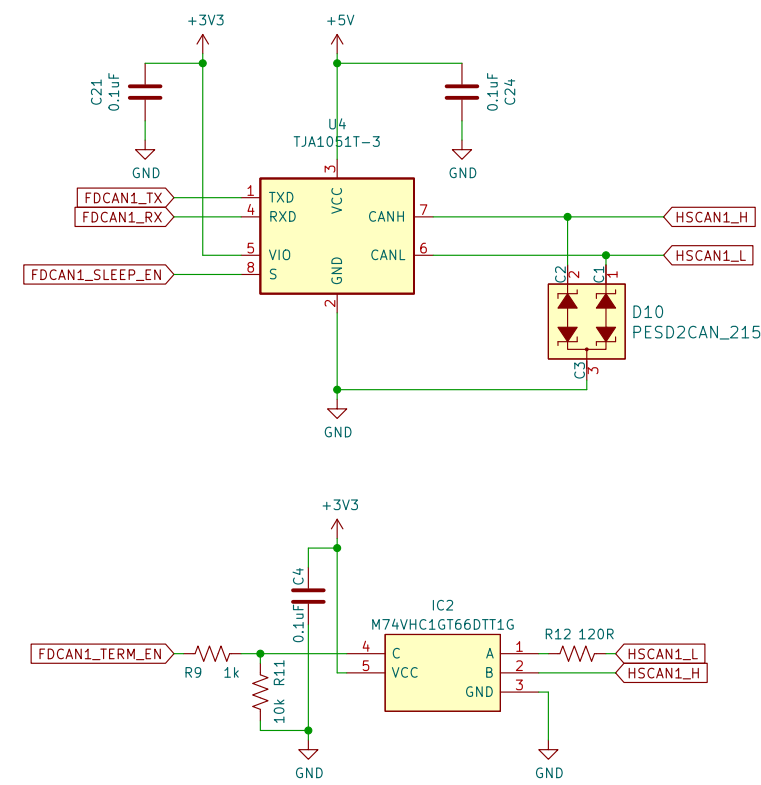 +3V3
+5V
C21
0.1uF
0.1uF
C24
U4
TJA1051T-3
GND
GND
3
VCC
FDCAN1_TX
1
TXD
FDCAN1_RX
4
RXD
CANH
7
HSCAN1_H
5
VIO
CANL
6
HSCAN1_L
FDCAN1_SLEEP_EN
8
S
GND
2
C2
2
C1
1
D10
PESD2CAN_215
C3
3
GND
+3V3
C4
0.1uF
IC2
M74VHC1GT66DTT1G
R12 120R
FDCAN1_TERM_EN
R9
1k
4
C
A
1
HSCAN1_L
5
VCC
B
2
HSCAN1_H
R11
10k
GND
3
GND
GND